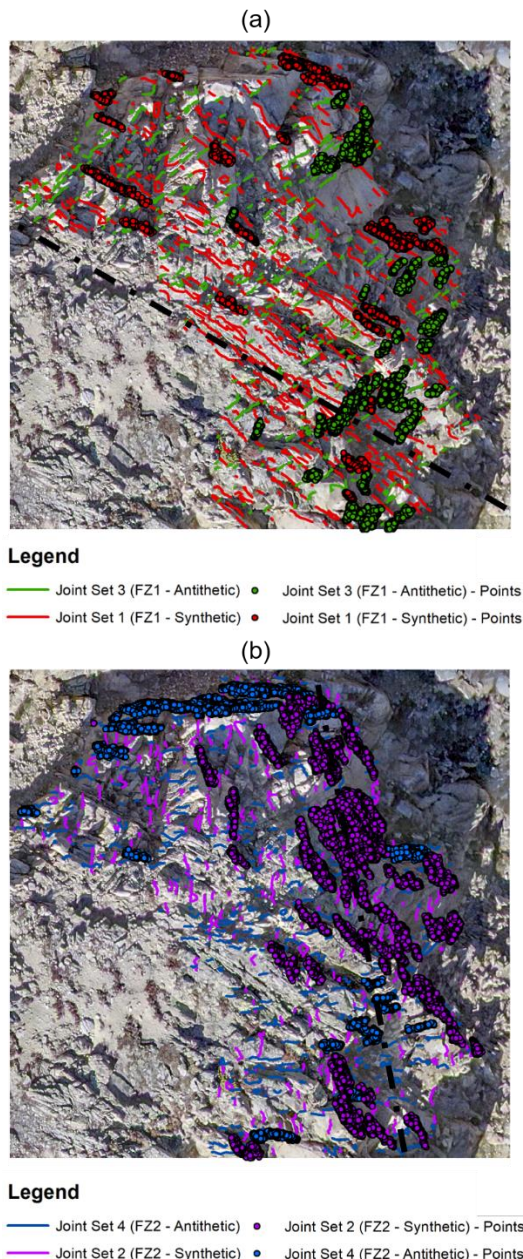 (a)
Legend
Joint Set 3 (FZ1 - Antithetic) Joint Set 3 (FZ1 - Antithetic) - Points
Joint Set 1 (FZ1 - Synthetic) Joint Set 1 (FZ1 - Synthetic) - Points
(b)
Legend
Joint Set 4 (FZ2 - Antithetic) Joint Set 2 (FZ2 - Synthetic) - Points
Joint Set 2 (FZ2 - Synthetic) Joint Set 4 (FZ2 - Antithetic) - Points